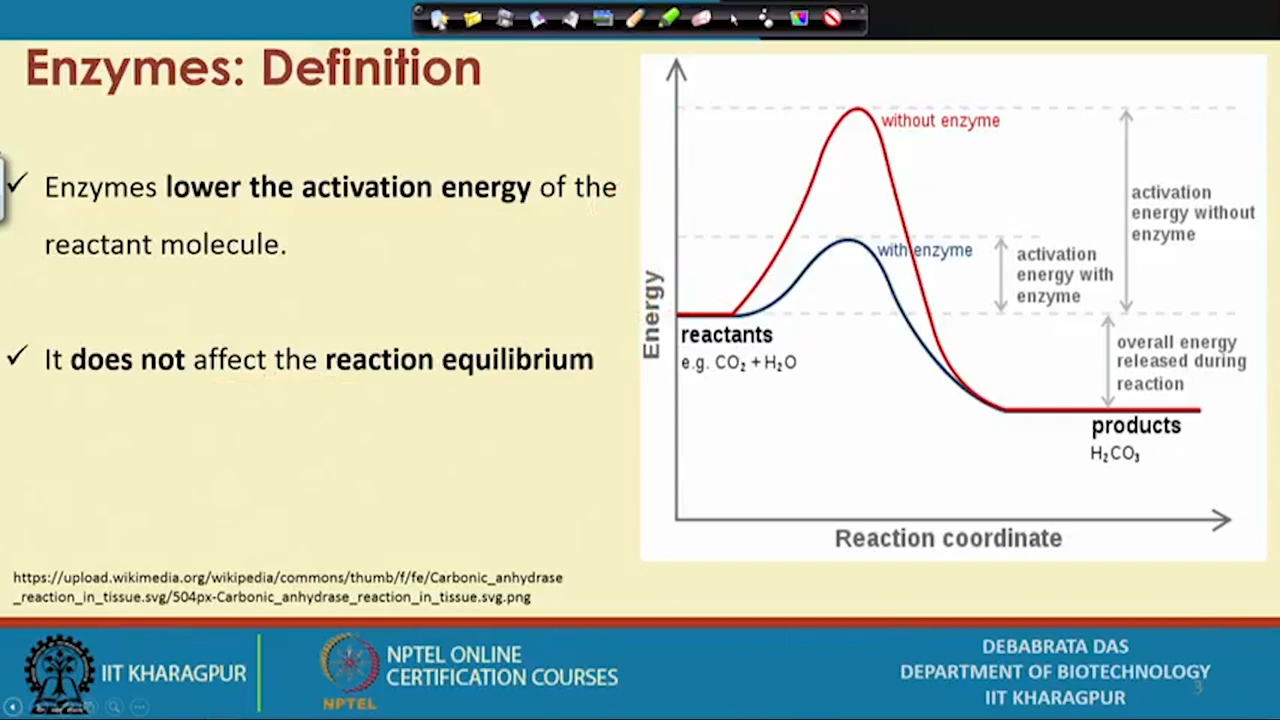 Enzymes: Definition
✓ Enzymes lower the activation energy of the
reactant molecule.
✓ It does not affect the reaction equilibrium
https://upload.wikimedia.org/wikipedia/commons/thumb/f/fe/Carbonic_anhydrase
_reaction_in_tissue.svg/504px-Carbonic_anhydrase_reaction_in_tissue.svg.png
Energy
without enzyme
with enzyme
activation
energy without
enzyme
activation
energy with
enzyme
reactants
e.g. CO₂ + H₂O
overall energy
released during
reaction
products
H₂CO₃
Reaction coordinate
IIT KHARAGPUR
NPTEL
NPTEL ONLINE
CERTIFICATION COURSES
DEBABRATA DAS
DEPARTMENT OF BIOTECHNOLOGY
IIT KHARAGPUR
3